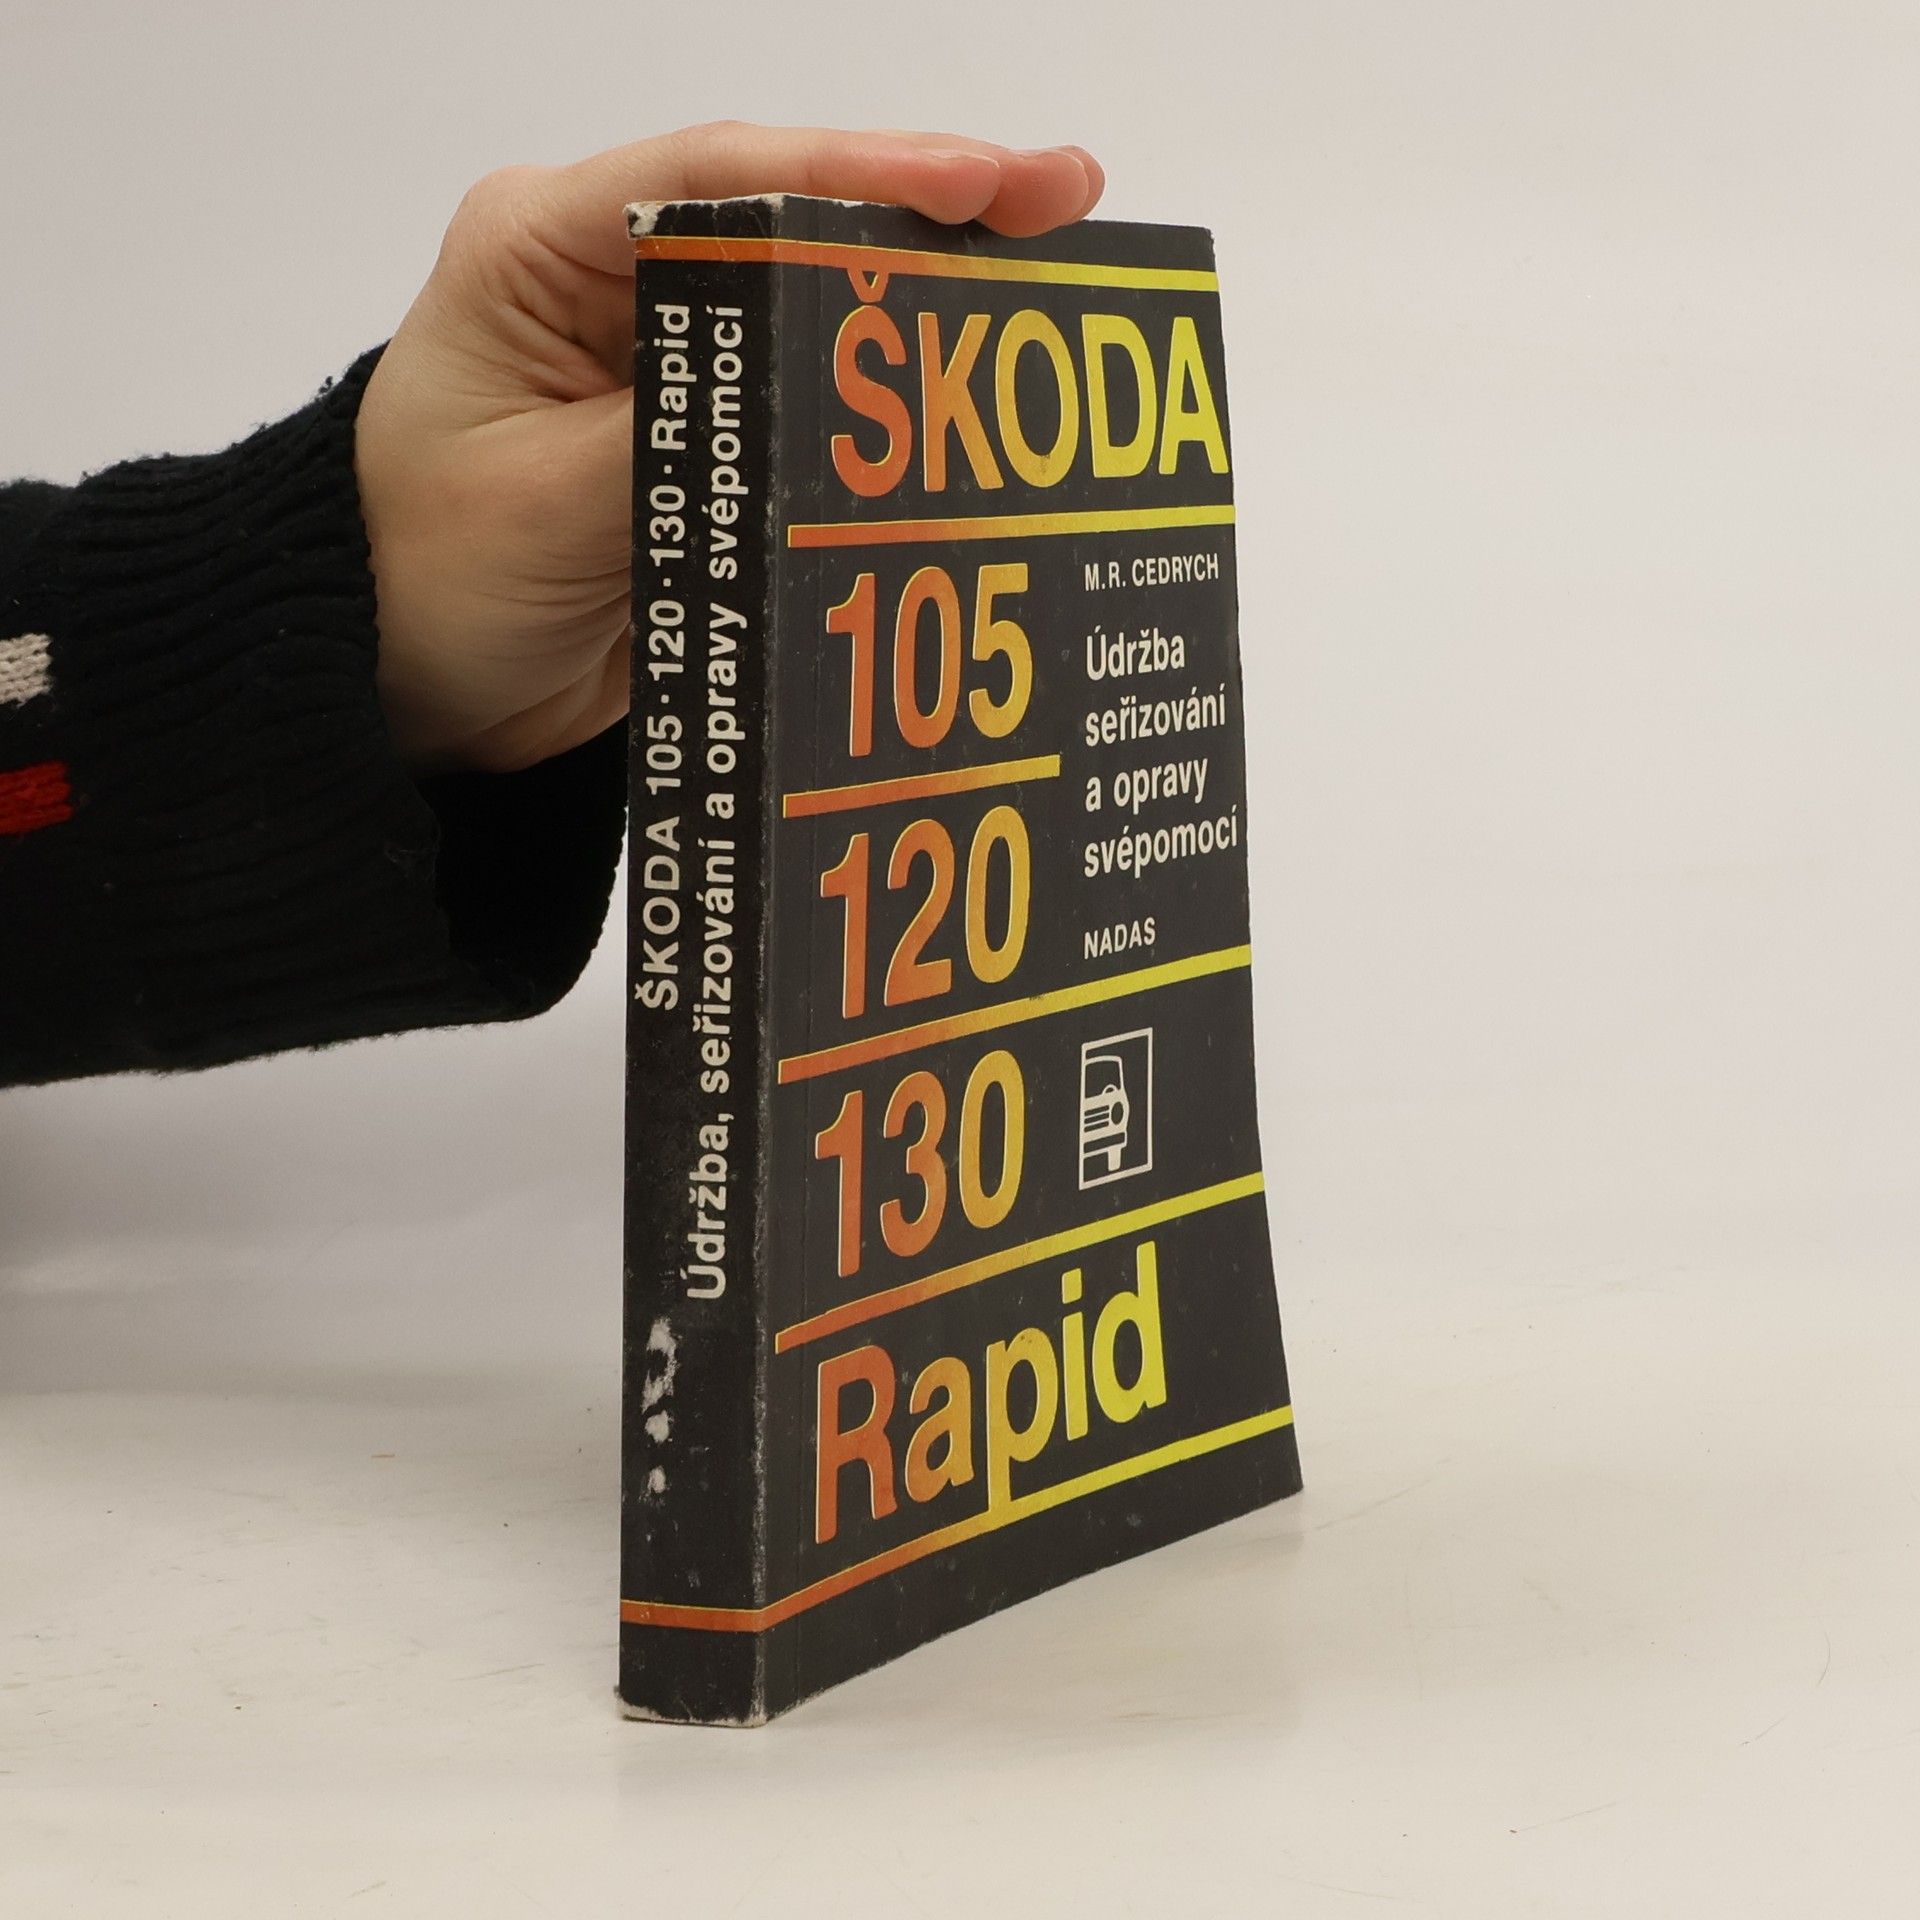 ŠKODA 105·120·130·Rapid
Údržba, seřizování a opravy svépomocí
ŠKODA
105
M.R. CEDRYCH
Údržba
seřizování
a opravy
svépomocí
120
NADAS
130
Rapid